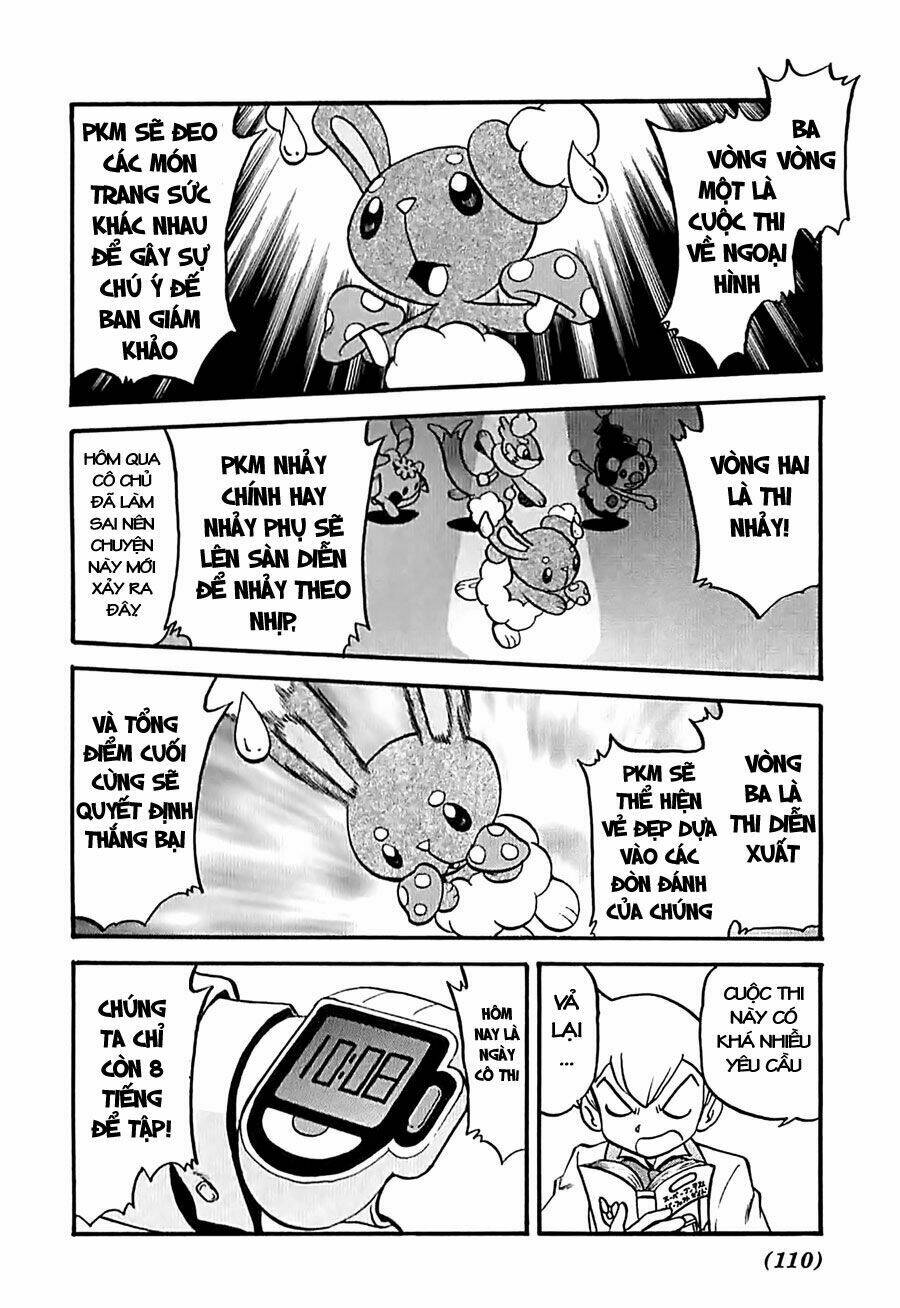 BA
VÒNG VÒNG
MỘT LÀ
CUỘC THI
VỀ NGOẠI
HÌNH
PKM SẼ ĐEO
CÁC MÓN
TRANG SỨC
KHÁC NHAU
ĐỂ GÂY SỰ
CHÚ Ý ĐẾ
BAN GIÁM
KHẢO
VÒNG HAI
LÀ THI
NHẢY!
PKM NHẢY
CHÍNH HAY
NHẢY PHỤ SẼ
LÊN SÀN DIỄN
ĐỂ NHẢY THEO
NHỊP,
HÔM QUA
CÔ CHỦ
ĐÃ LÀM
SAI NÊN
CHUYỆN
NÀY MỚI
XẢY RA
ĐÂY.
VÒNG
BA LÀ
THI DIỄN
XUẤT
PKM SẼ
THỂ HIỆN
VẺ ĐẸP DỰA
VÀO CÁC
ĐÒN ĐÁNH
CỦA CHÚNG
VÀ TỔNG
ĐIỂM CUỐI
CÙNG SẼ
QUYẾT ĐỊNH
THẮNG BẠI
CUỘC THI
NÀY CÓ
KHÁ NHIỀU
YÊU CẦU
VẢ
LẠI
...
HÔM
NAY LÀ
NGÀY
CÔ THI
10:08
CHÚNG
TA CHỈ
CÒN 8
TIẾNG
ĐỂ TẬP!
(110)